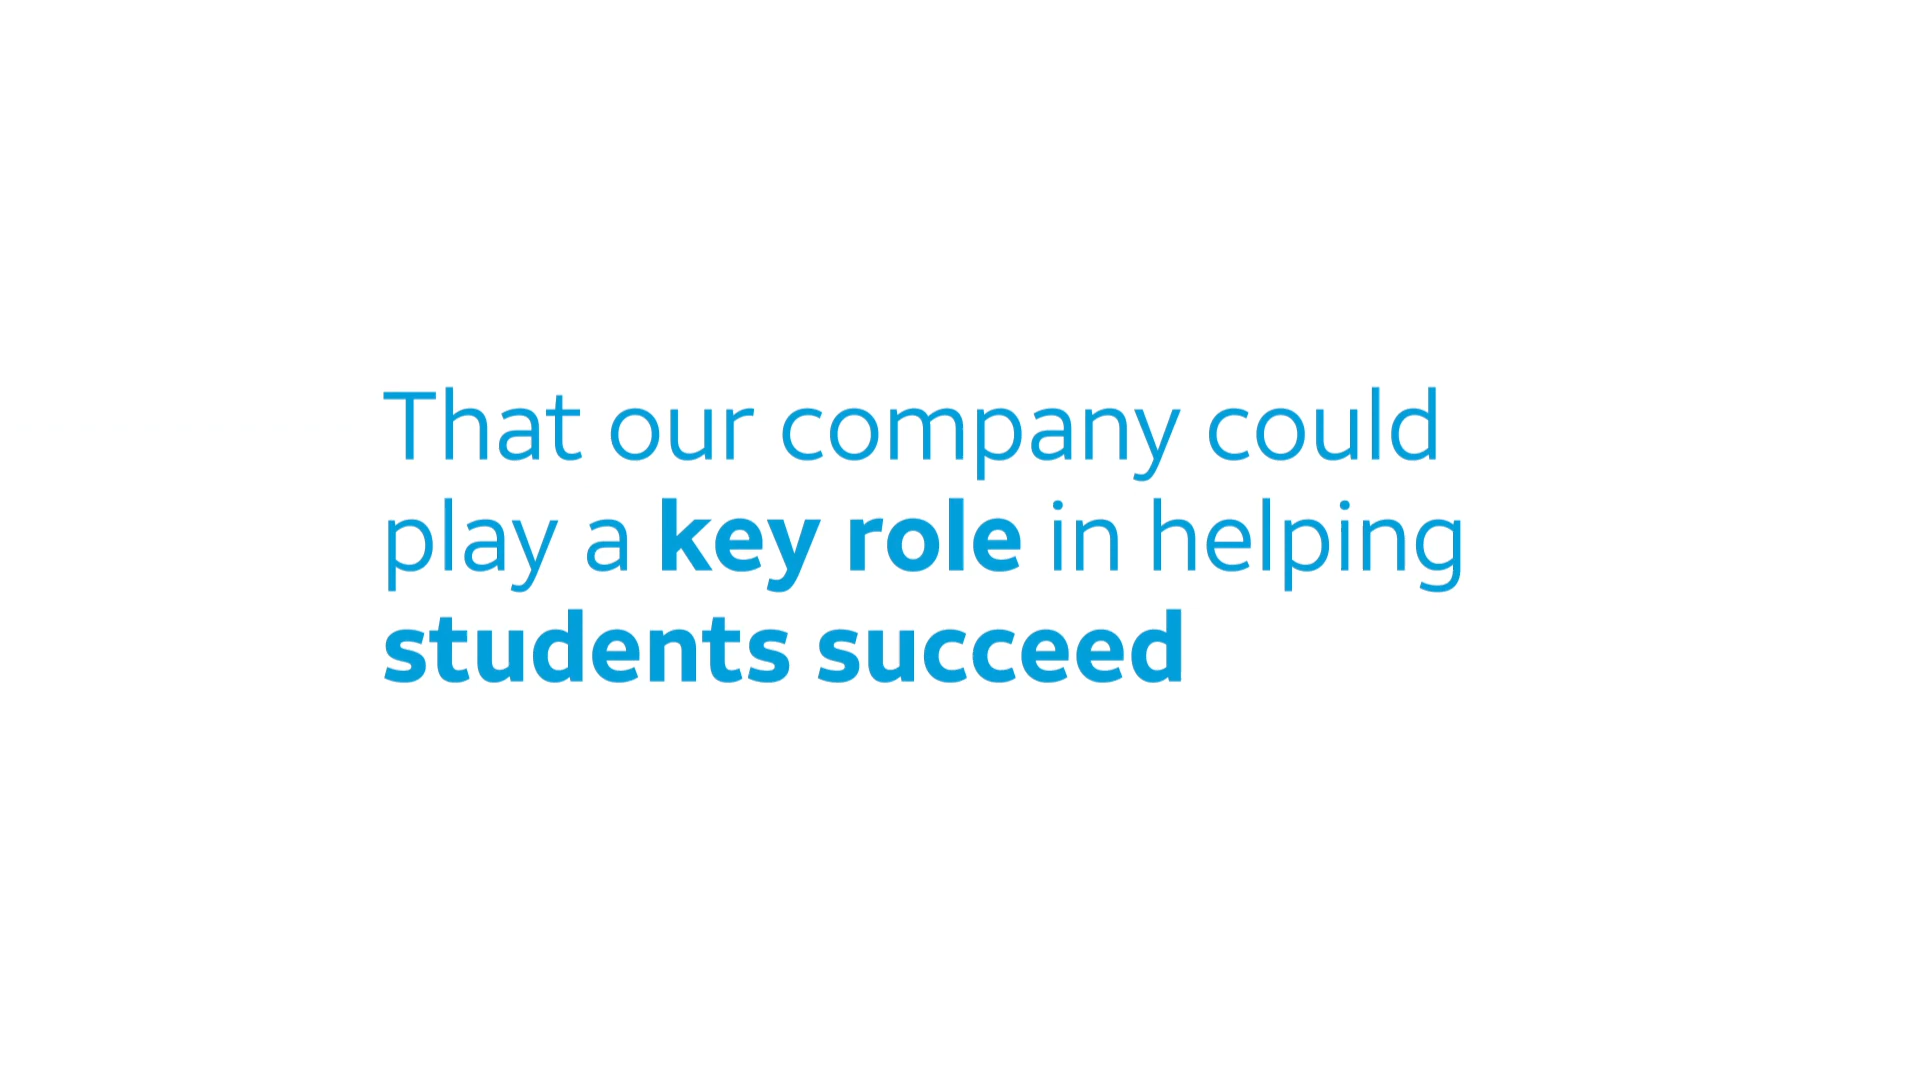 That our company could
play a key role in helping
students succeed